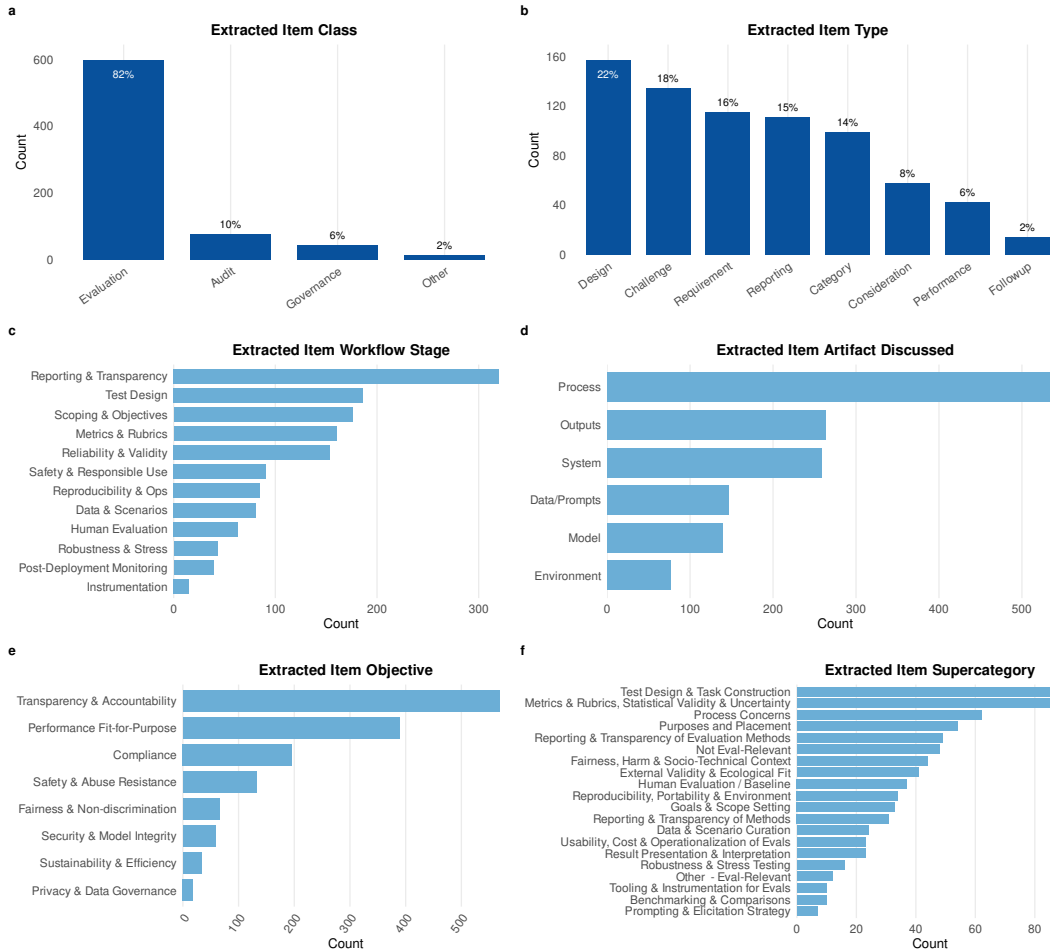 a
Extracted Item Class
Count
600
400
200
0
82%
10%
6%
2%
Evaluation
Audit
Governance
Other
b
Extracted Item Type
Count
160
120
80
40
0
22%
18%
16%
15%
14%
8%
6%
2%
Design
Challenge
Requirement
Reporting
Category
Consideration
Performance
Followup
c
Extracted Item Workflow Stage
Reporting & Transparency
Test Design
Scoping & Objectives
Metrics & Rubrics
Reliability & Validity
Safety & Responsible Use
Reproducibility & Ops
Data & Scenarios
Human Evaluation
Robustness & Stress
Post-Deployment Monitoring
Instrumentation
0 100 200 300
Count
d
Extracted Item Artifact Discussed
Process
Outputs
System
Data/Prompts
Model
Environment
0 100 200 300 400 500
Count
e
Extracted Item Objective
Transparency & Accountability
Performance Fit-for-Purpose
Compliance
Safety & Abuse Resistance
Fairness & Non-discrimination
Security & Model Integrity
Sustainability & Efficiency
Privacy & Data Governance
0 100 200 300 400 500
Count
f
Extracted Item Supercategory
Test Design & Task Construction
Metrics & Rubrics, Statistical Validity & Uncertainty
Process Concerns
Purposes and Placement
Reporting & Transparency of Evaluation Methods
Not Eval-Relevant
Fairness, Harm & Socio-Technical Context
External Validity & Ecological Fit
Human Evaluation / Baseline
Reproducibility, Portability & Environment
Goals & Scope Setting
Reporting & Transparency of Methods
Data & Scenario Curation
Usability, Cost & Operationalization of Evals
Result Presentation & Interpretation
Robustness & Stress Testing
Other - Eval-Relevant
Tooling & Instrumentation for Evals
Benchmarking & Comparisons
Prompting & Elicitation Strategy
0 20 40 60 80
Count